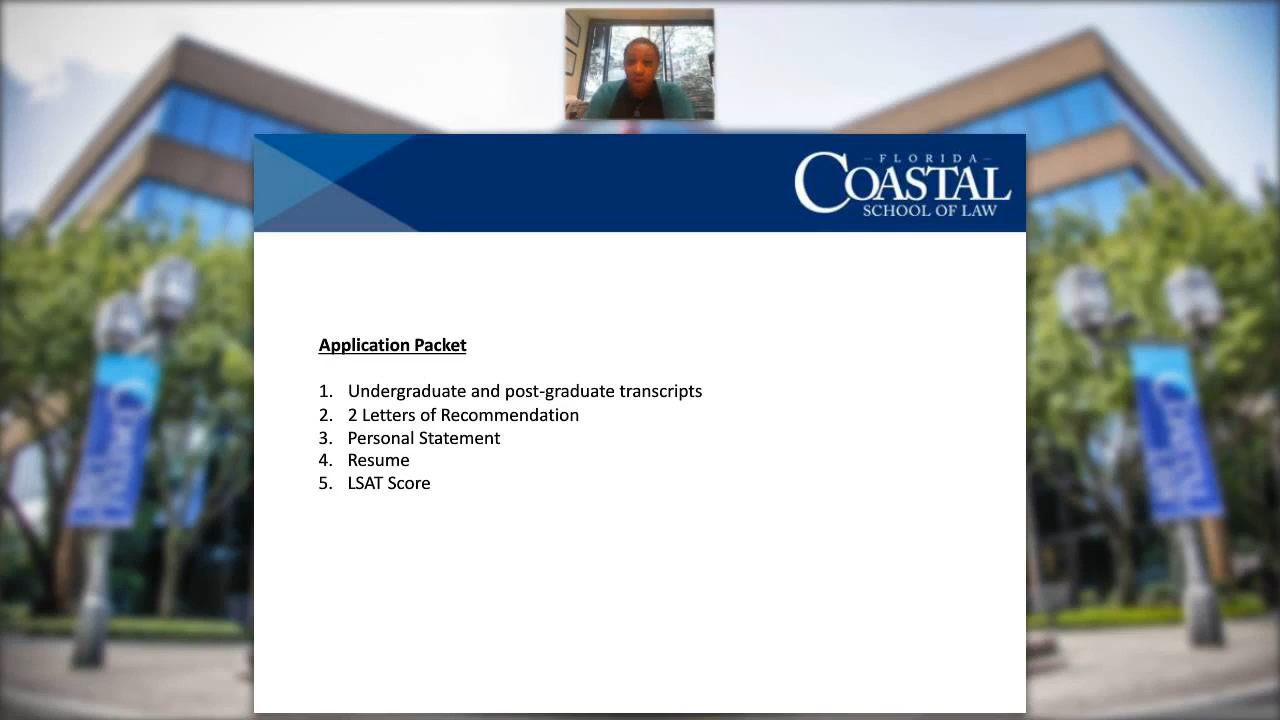 FLORIDA
COASTAL
SCHOOL OF LAW
Application Packet
1. Undergraduate and post-graduate transcripts
2. 2 Letters of Recommendation
3. Personal Statement
4. Resume
5. LSAT Score